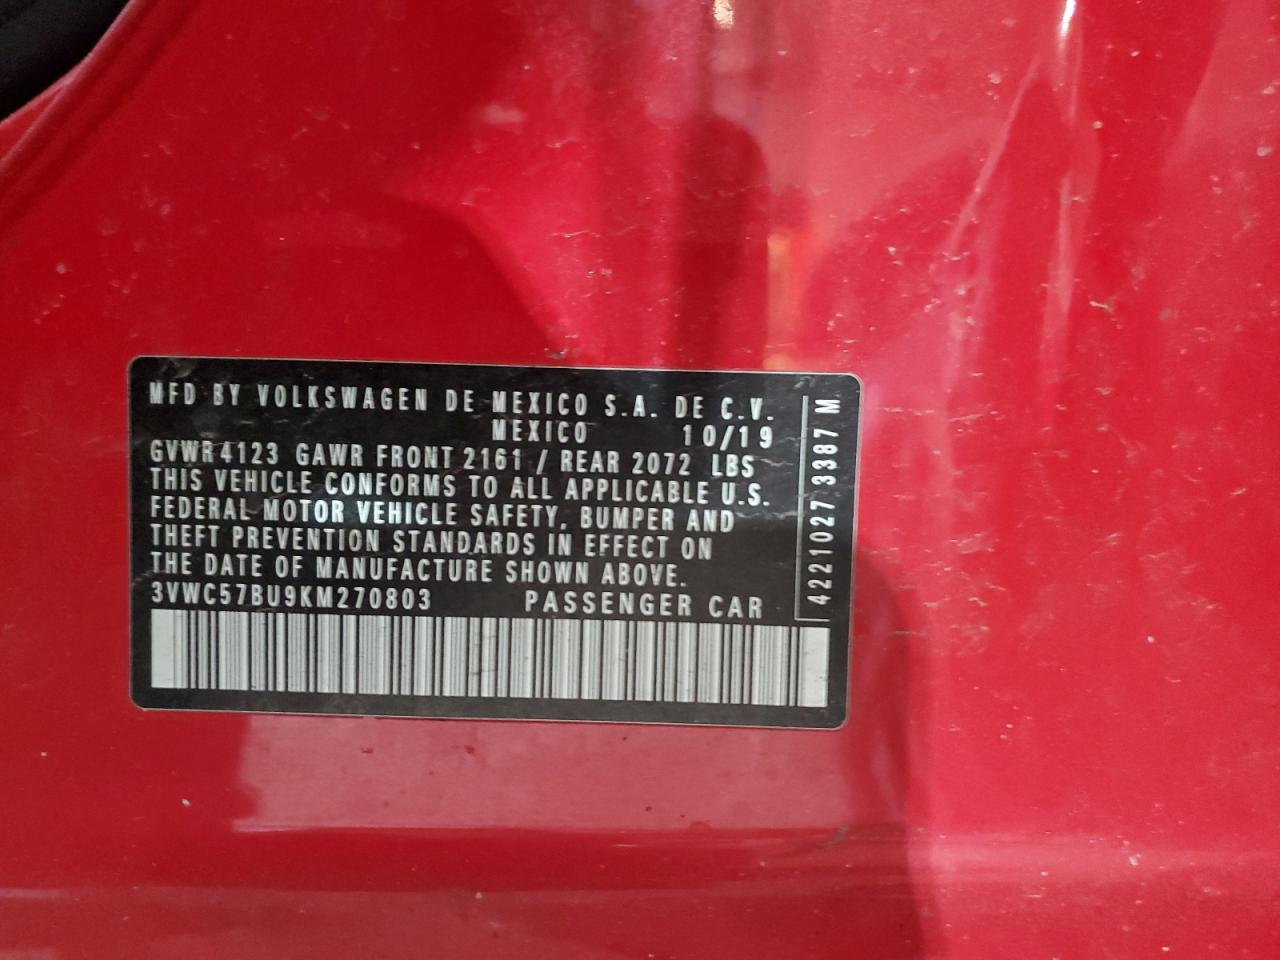 MFD BY VOLKSWAGEN DE MEXICO S.A. DE C.V.
MEXICO 10/19
GVWR 4123 GAWR FRONT 2161 / REAR 2072 LBS
THIS VEHICLE CONFORMS TO ALL APPLICABLE U.S.
FEDERAL MOTOR VEHICLE SAFETY, BUMPER AND
THEFT PREVENTION STANDARDS IN EFFECT ON
THE DATE OF MANUFACTURE SHOWN ABOVE.
3VWC57BU9KM270803 PASSENGER CAR
4221027 3387 M